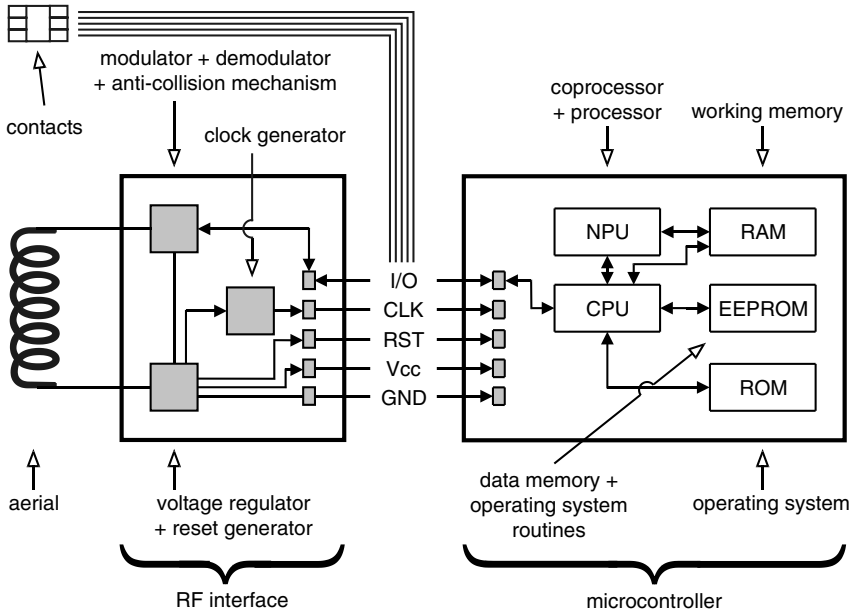 modulator + demodulator
+ anti-collision mechanism
contacts
clock generator
coprocessor
+ processor
working memory
NPU
RAM
I/O
CLK
CPU
EEPROM
RST
Vcc
GND
ROM
aerial
voltage regulator
+ reset generator
data memory +
operating system
routines
operating system
RF interface
microcontroller